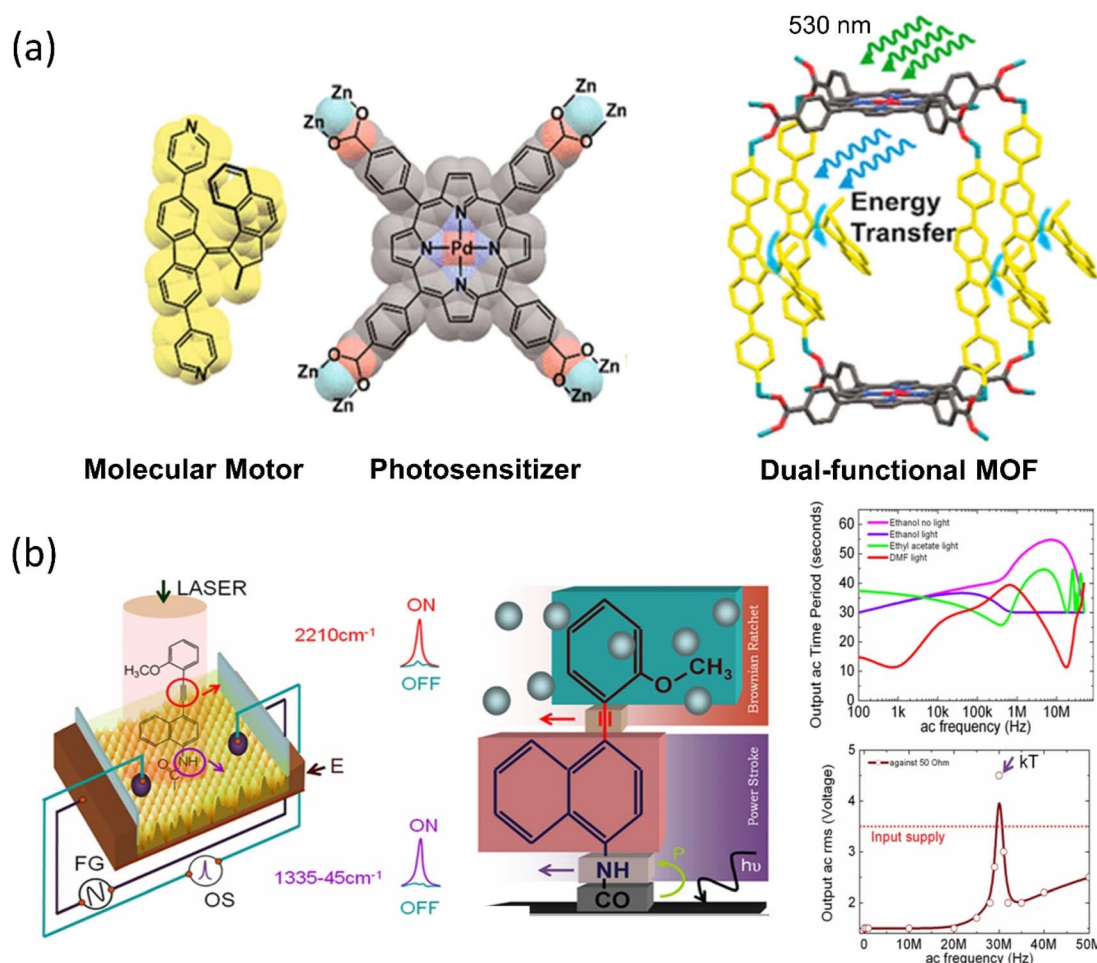 (a)
530 nm
N
N
Zn
Zn
O
O
Zn
Zn
O
O
N
N
Pd
N
N
Zn
O
O
Zn
O
O
Zn
Zn
Energy
Transfer
Molecular Motor
Photosensitizer
Dual-functional MOF
(b)
LASER
CH₃O
NH
O
E
FG
OS
2210cm⁻¹
ON
OFF
1335-45cm⁻¹
ON
OFF
O
CH₃
NH
CO
P
hυ
Brownian Ratchet
Power Stroke
Output ac Time Period (seconds)
60
50
40
30
20
10
Ethanol no light
Ethanol light
Ethyl acetate light
DMF light
100
1k
10k
100k
1M
10M
ac frequency (Hz)
Output ac rms (Voltage)
5
4
3
2
against 50 Ohm
kT
Input supply
0
10M
20M
30M
40M
50M
ac frequency (Hz)